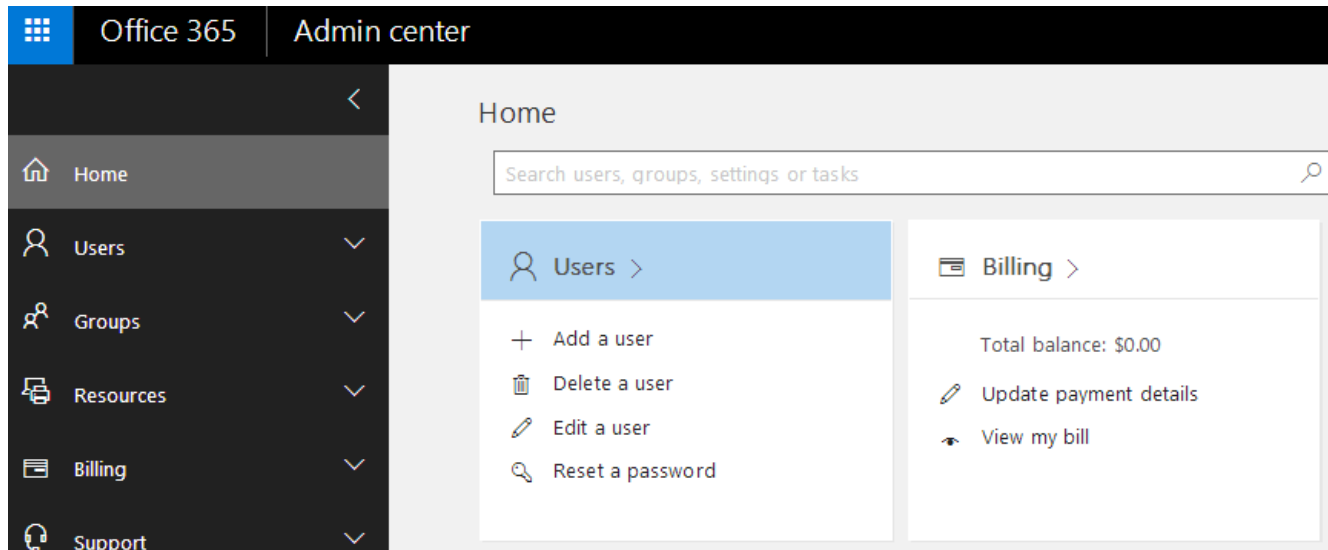 Office 365
Admin center
Home
Users
Groups
Resources
Billing
Support
Home
Search users, groups, settings or tasks
Users
Add a user
Delete a user
Edit a user
Reset a password
Billing
Total balance: $0.00
Update payment details
View my bill